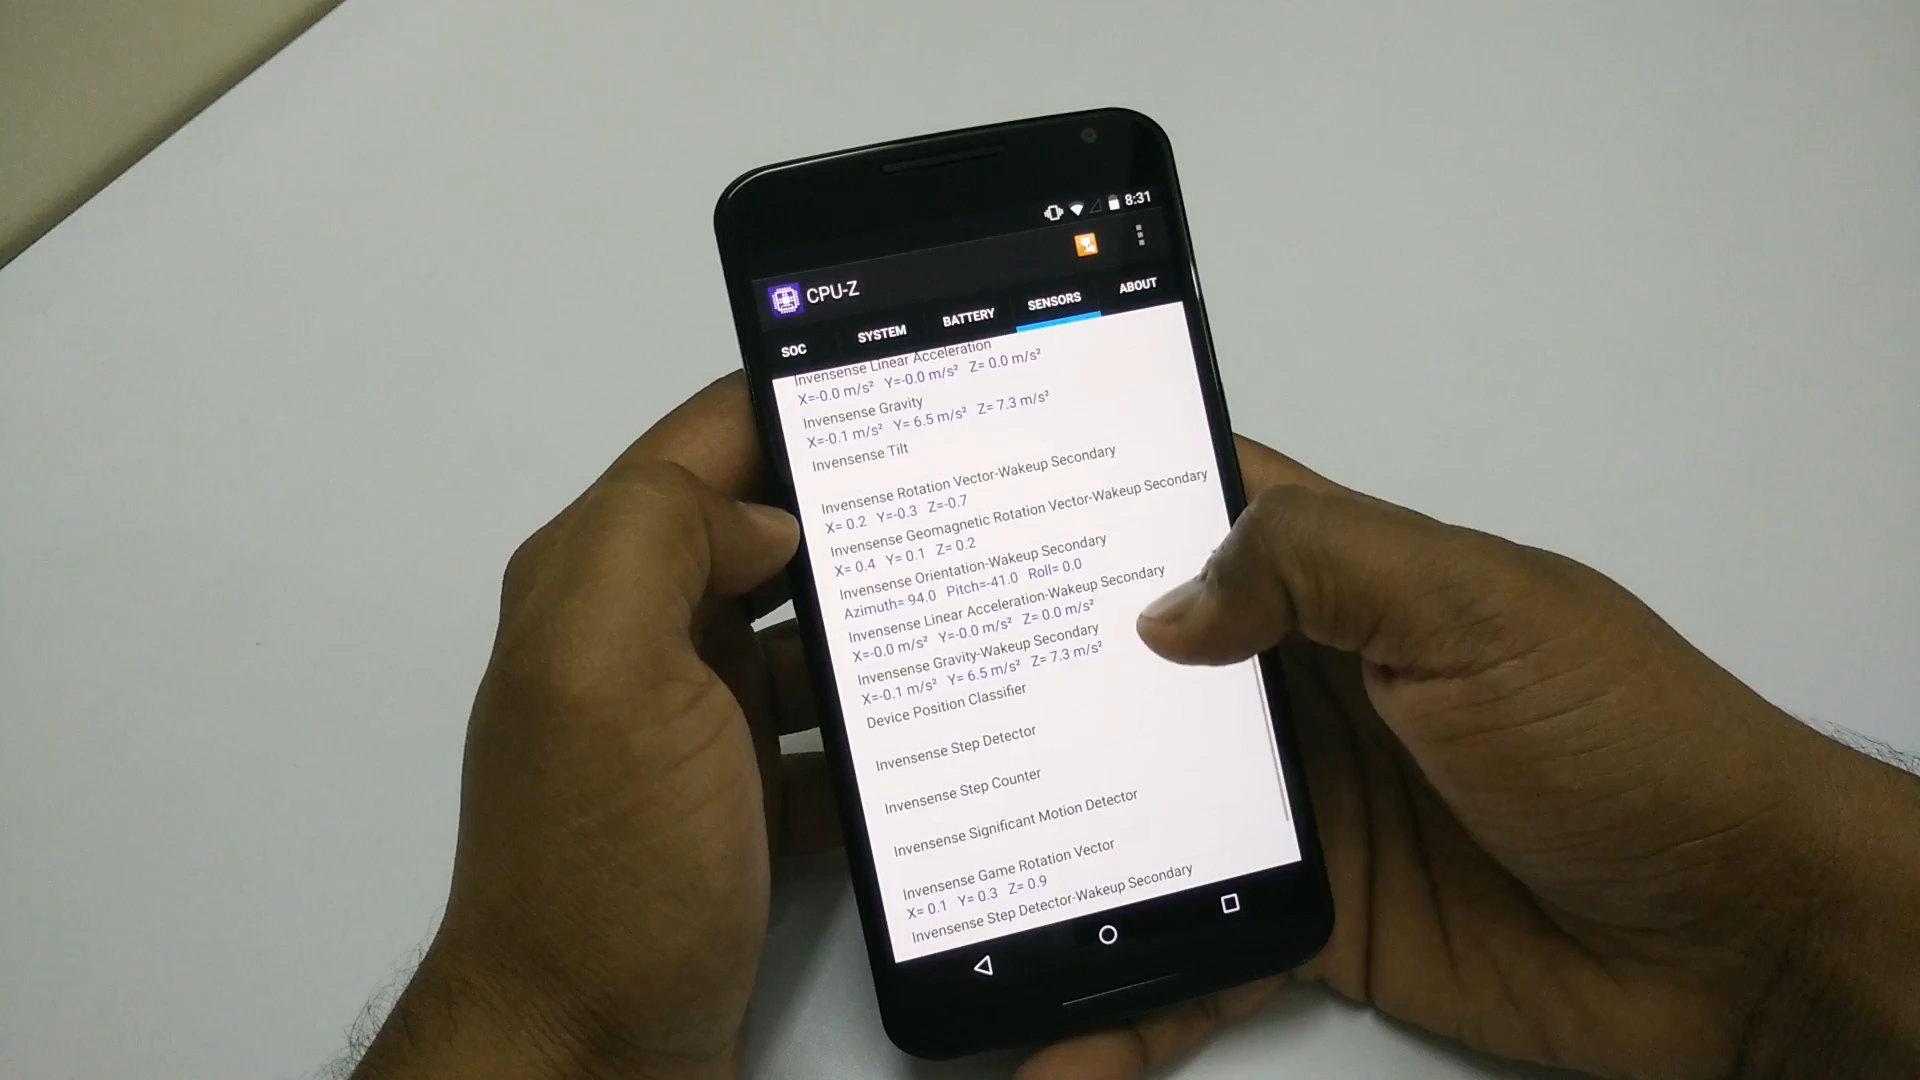 8:31
CPU-Z
SOC SYSTEM BATTERY SENSORS ABOUT
Invensense Linear Acceleration
X=-0.0 m/s² Y=-0.0 m/s² Z= 0.0 m/s²
Invensense Gravity
X=-0.1 m/s² Y= 6.5 m/s² Z= 7.3 m/s²
Invensense Tilt
Invensense Rotation Vector-Wakeup Secondary
X= 0.2 Y=-0.3 Z=-0.7
Invensense Geomagnetic Rotation Vector-Wakeup Secondary
X= 0.4 Y= 0.1 Z= 0.2
Invensense Orientation-Wakeup Secondary
Azimuth= 94.0 Pitch=-41.0 Roll= 0.0
Invensense Linear Acceleration-Wakeup Secondary
X=-0.0 m/s² Y=-0.0 m/s² Z= 0.0 m/s²
Invensense Gravity-Wakeup Secondary
X=-0.1 m/s² Y= 6.5 m/s² Z= 7.3 m/s²
Device Position Classifier
Invensense Step Detector
Invensense Step Counter
Invensense Significant Motion Detector
Invensense Game Rotation Vector
X= 0.1 Y= 0.3 Z= 0.9
Invensense Step Detector-Wakeup Secondary